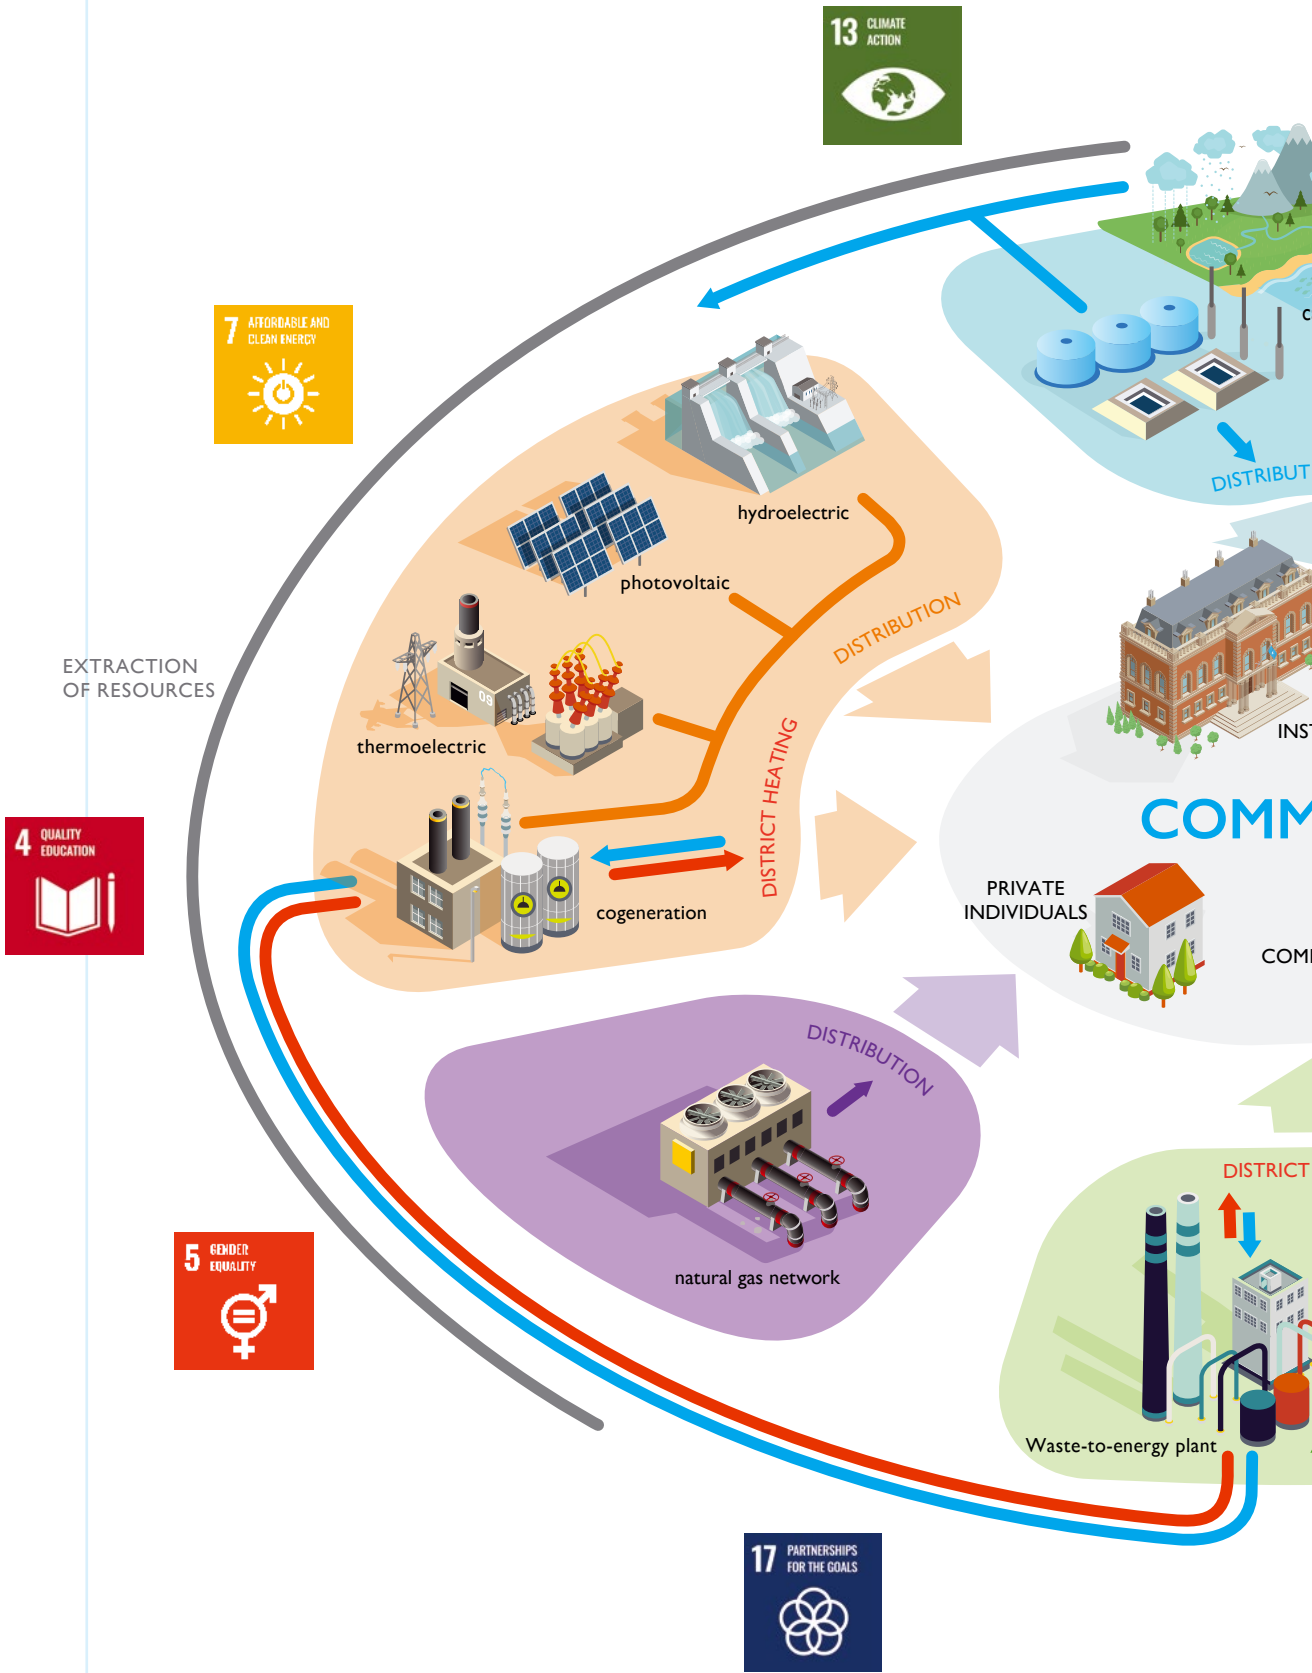 13 CLIMATE
ACTION
7 AFFORDABLE AND
CLEAN ENERGY
DISTRIBUT
hydroelectric
photovoltaic
DISTRIBUTION
EXTRACTION
OF RESOURCES
thermoelectric
INST
DISTRICT HEATING
COMM
4 QUALITY
EDUCATION
PRIVATE
INDIVIDUALS
cogeneration
COM
DISTRIBUTION
DISTRICT
5 GENDER
EQUALITY
natural gas network
Waste-to-energy plant
17 PARTNERSHIPS
FOR THE GOALS